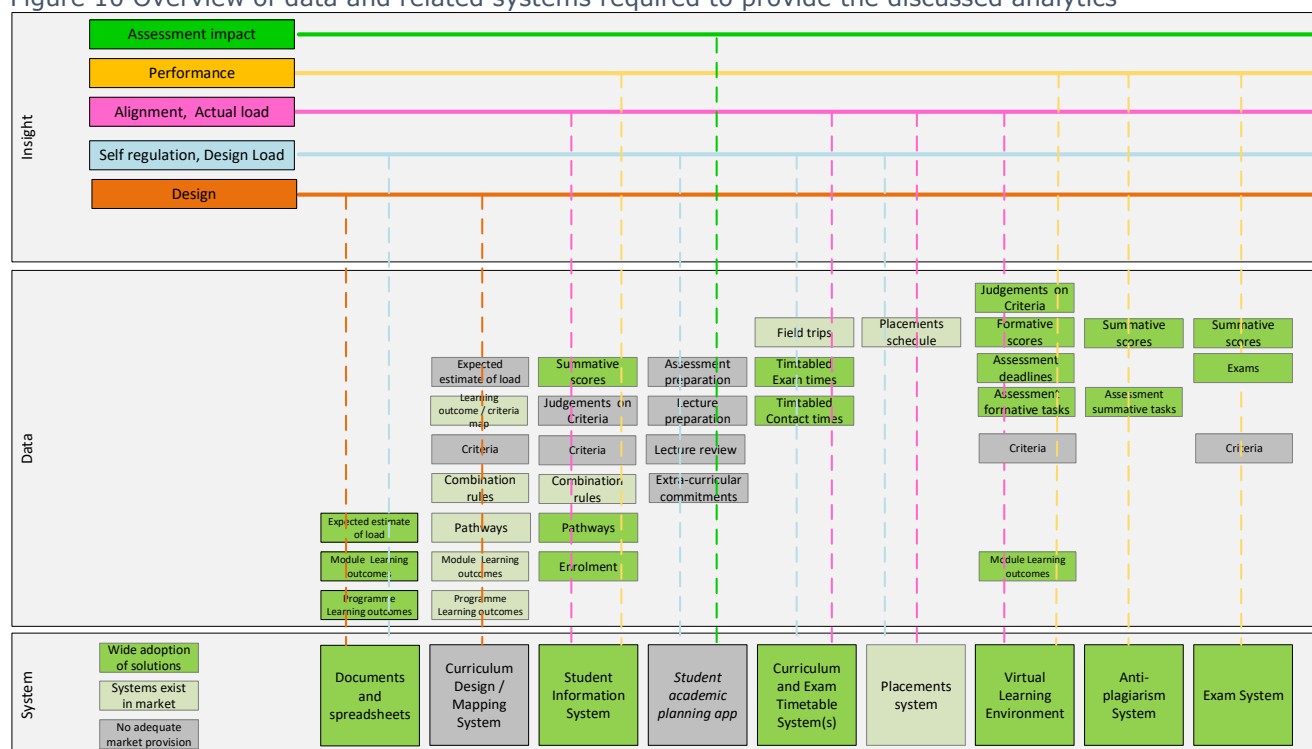 Figure 10 Overview of data and related systems required to provide the discussed analytics
Insight
Assessment impact
Performance
Alignment, Actual load
Self regulation, Design Load
Design
Data
Expected estimate
of load
Module Learning
outcomes
Programme
Learning outcomes
Expected
estimate of load
Learning
outcome / criteria
map
Criteria
Combination
rules
Pathways
Module Learning
outcomes
Programme
Learning outcomes
Summative
scores
Judgements on
Criteria
Criteria
Combination
rules
Pathways
Enrolment
Assessment
preparation
Lecture
preparation
Lecture review
Extra-curricular
commitments
Field trips
Timtabled
Exam times
Timtabled
Contact times
Placements
schedule
Judgements on
Criteria
Formative
scores
Assessment
deadlines
Assessment
formative tasks
Criteria
Module Learning
outcomes
Summative
scores
Assessment
summative tasks
Summative
scores
Exams
Criteria
System
Wide adoption
of solutions
Systems exist
in market
No adequate
market provision
Documents
and
spreadsheets
Curriculum
Design /
Mapping
System
Student
Information
System
Student
academic
planning app
Curriculum
and Exam
Timetable
System(s)
Placements
system
Virtual
Learning
Environment
Anti-
plagiarism
System
Exam System